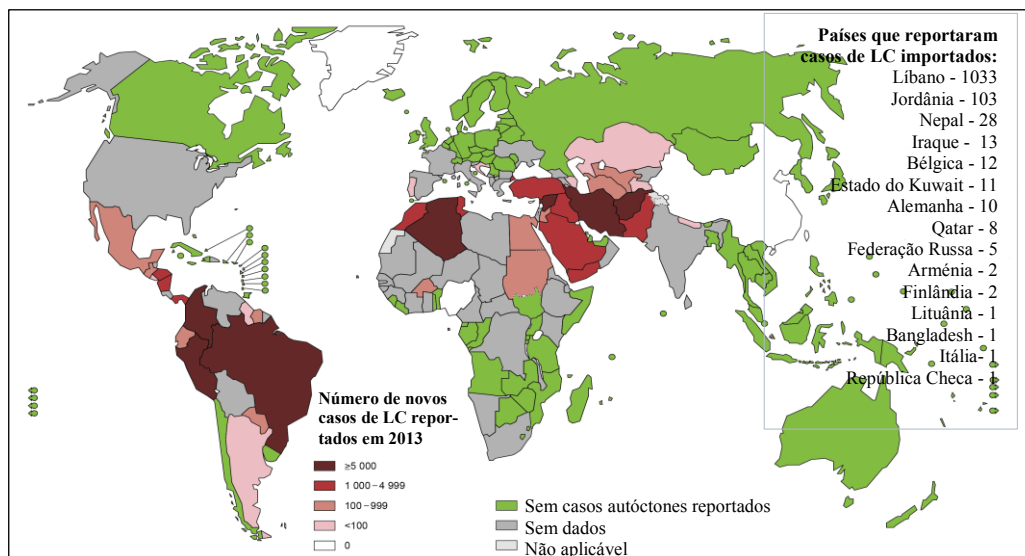 Países que reportaram
casos de LC importados:
Líbano - 1033
Jordânia - 103
Nepal - 28
Iraque - 13
Bélgica - 12
Estado do Kuwait - 11
Alemanha - 10
Qatar - 8
Federação Russa - 5
Arménia - 2
Finlândia - 2
Lituânia - 1
Bangladesh - 1
Itália- 1
República Checa - 1
Número de novos
casos de LC repor-
tados em 2013
≥5 000
1 000–4 999
100–999
<100
0
Sem casos autóctones reportados
Sem dados
Não aplicável